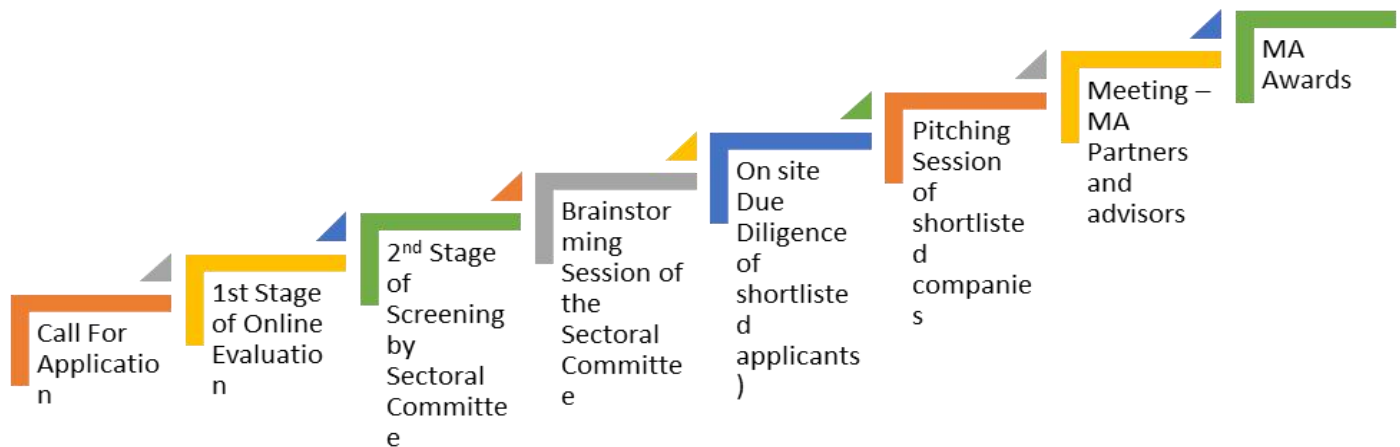 Call For
Applicatio
n
1st Stage
of Online
Evaluatio
n
2nd Stage
of
Screening
by
Sectoral
Committe
e
Brainstor
ming
Session of
the
Sectoral
Committe
e
On site
Due
Diligence
of
shortliste
d
applicants
)
Pitching
Session
of
shortliste
d
companie
s
Meeting –
MA
Partners
and
advisors
MA
Awards